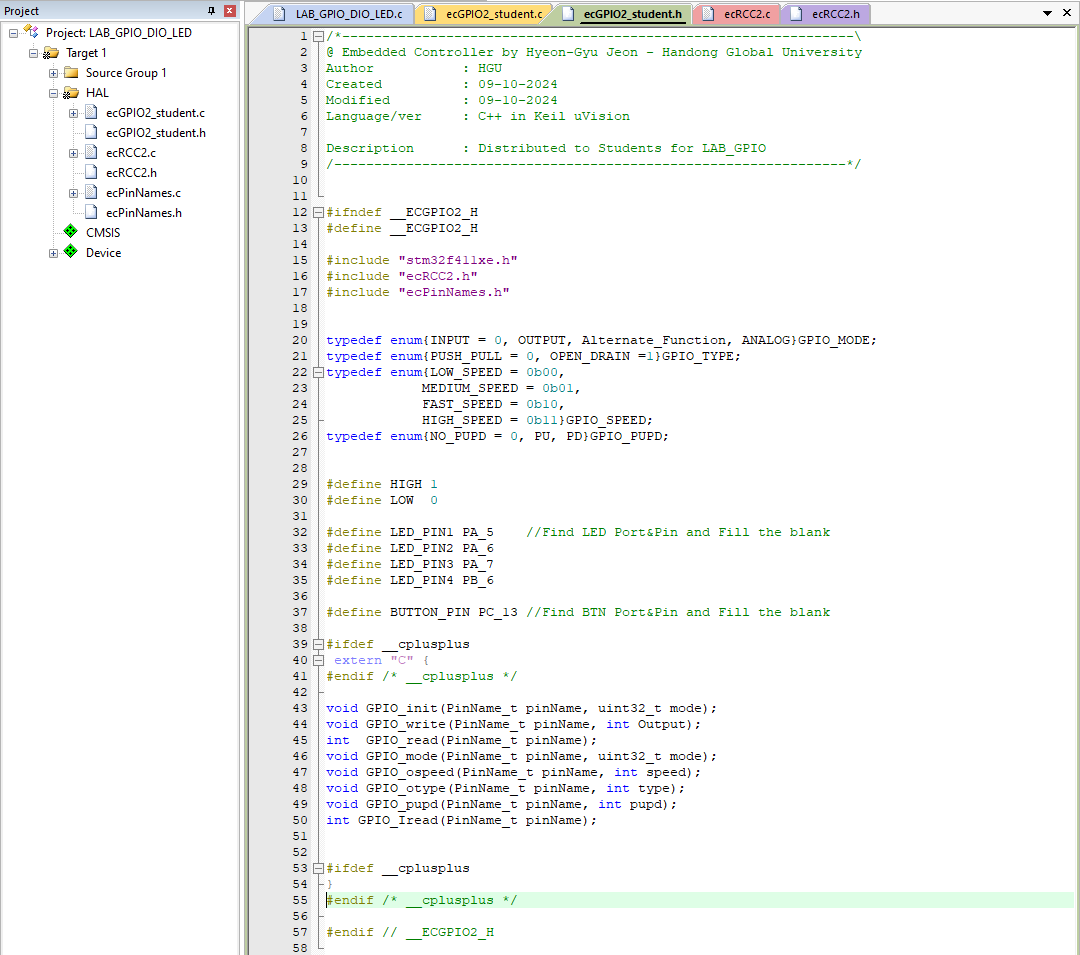 Project
Project: LAB_GPIO_DIO_LED
Target 1
Source Group 1
HAL
ecGPIO2_student.c
ecGPIO2_student.h
ecRCC2.c
ecRCC2.h
ecPinNames.c
ecPinNames.h
CMSIS
Device
LAB_GPIO_DIO_LED.c
ecGPIO2_student.c
ecGPIO2_student.h
ecRCC2.c
ecRCC2.h
1 /*----------------------------------------------------------------\
2 @ Embedded Controller by Hyeon-Gyu Jeon - Handong Global University
3 Author           : HGU
4 Created          : 09-10-2024
5 Modified         : 09-10-2024
6 Language/ver     : C++ in Keil uVision
7
8 Description      : Distributed to Students for LAB_GPIO
9 /----------------------------------------------------------------*/
10
11
12 #ifndef __ECGPIO2_H
13 #define __ECGPIO2_H
14
15 #include "stm32f411xe.h"
16 #include "ecRCC2.h"
17 #include "ecPinNames.h"
18
19
20 typedef enum{INPUT = 0, OUTPUT, Alternate_Function, ANALOG}GPIO_MODE;
21 typedef enum{PUSH_PULL = 0, OPEN_DRAIN =1}GPIO_TYPE;
22 typedef enum{LOW_SPEED = 0b00,
23             MEDIUM_SPEED = 0b01,
24             FAST_SPEED = 0b10,
25             HIGH_SPEED = 0b11}GPIO_SPEED;
26 typedef enum{NO_PUPD = 0, PU, PD}GPIO_PUPD;
27
28
29 #define HIGH 1
30 #define LOW  0
31
32 #define LED_PIN1 PA_5    //Find LED Port&Pin and Fill the blank
33 #define LED_PIN2 PA_6
34 #define LED_PIN3 PA_7
35 #define LED_PIN4 PB_6
36
37 #define BUTTON_PIN PC_13 //Find BTN Port&Pin and Fill the blank
38
39 #ifdef __cplusplus
40  extern "C" {
41 #endif /* __cplusplus */
42
43 void GPIO_init(PinName_t pinName, uint32_t mode);
44 void GPIO_write(PinName_t pinName, int Output);
45 int  GPIO_read(PinName_t pinName);
46 void GPIO_mode(PinName_t pinName, uint32_t mode);
47 void GPIO_ospeed(PinName_t pinName, int speed);
48 void GPIO_otype(PinName_t pinName, int type);
49 void GPIO_pupd(PinName_t pinName, int pupd);
50 int GPIO_Iread(PinName_t pinName);
51
52
53 #ifdef __cplusplus
54 }
55 #endif /* __cplusplus */
56
57 #endif // __ECGPIO2_H
58